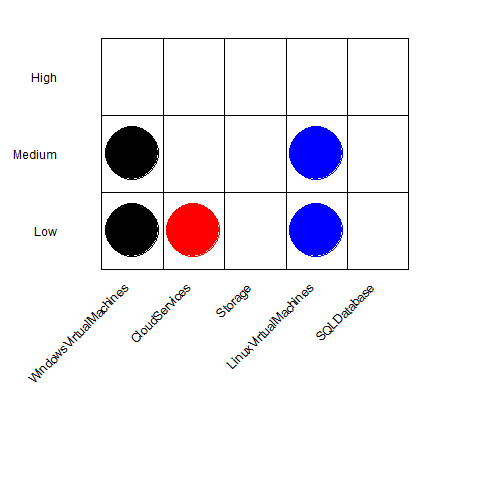 High
Medium
Low
WindowsVirtualMachines
CloudServices
Storage
LinuxVirtualMachines
SQLDatabase